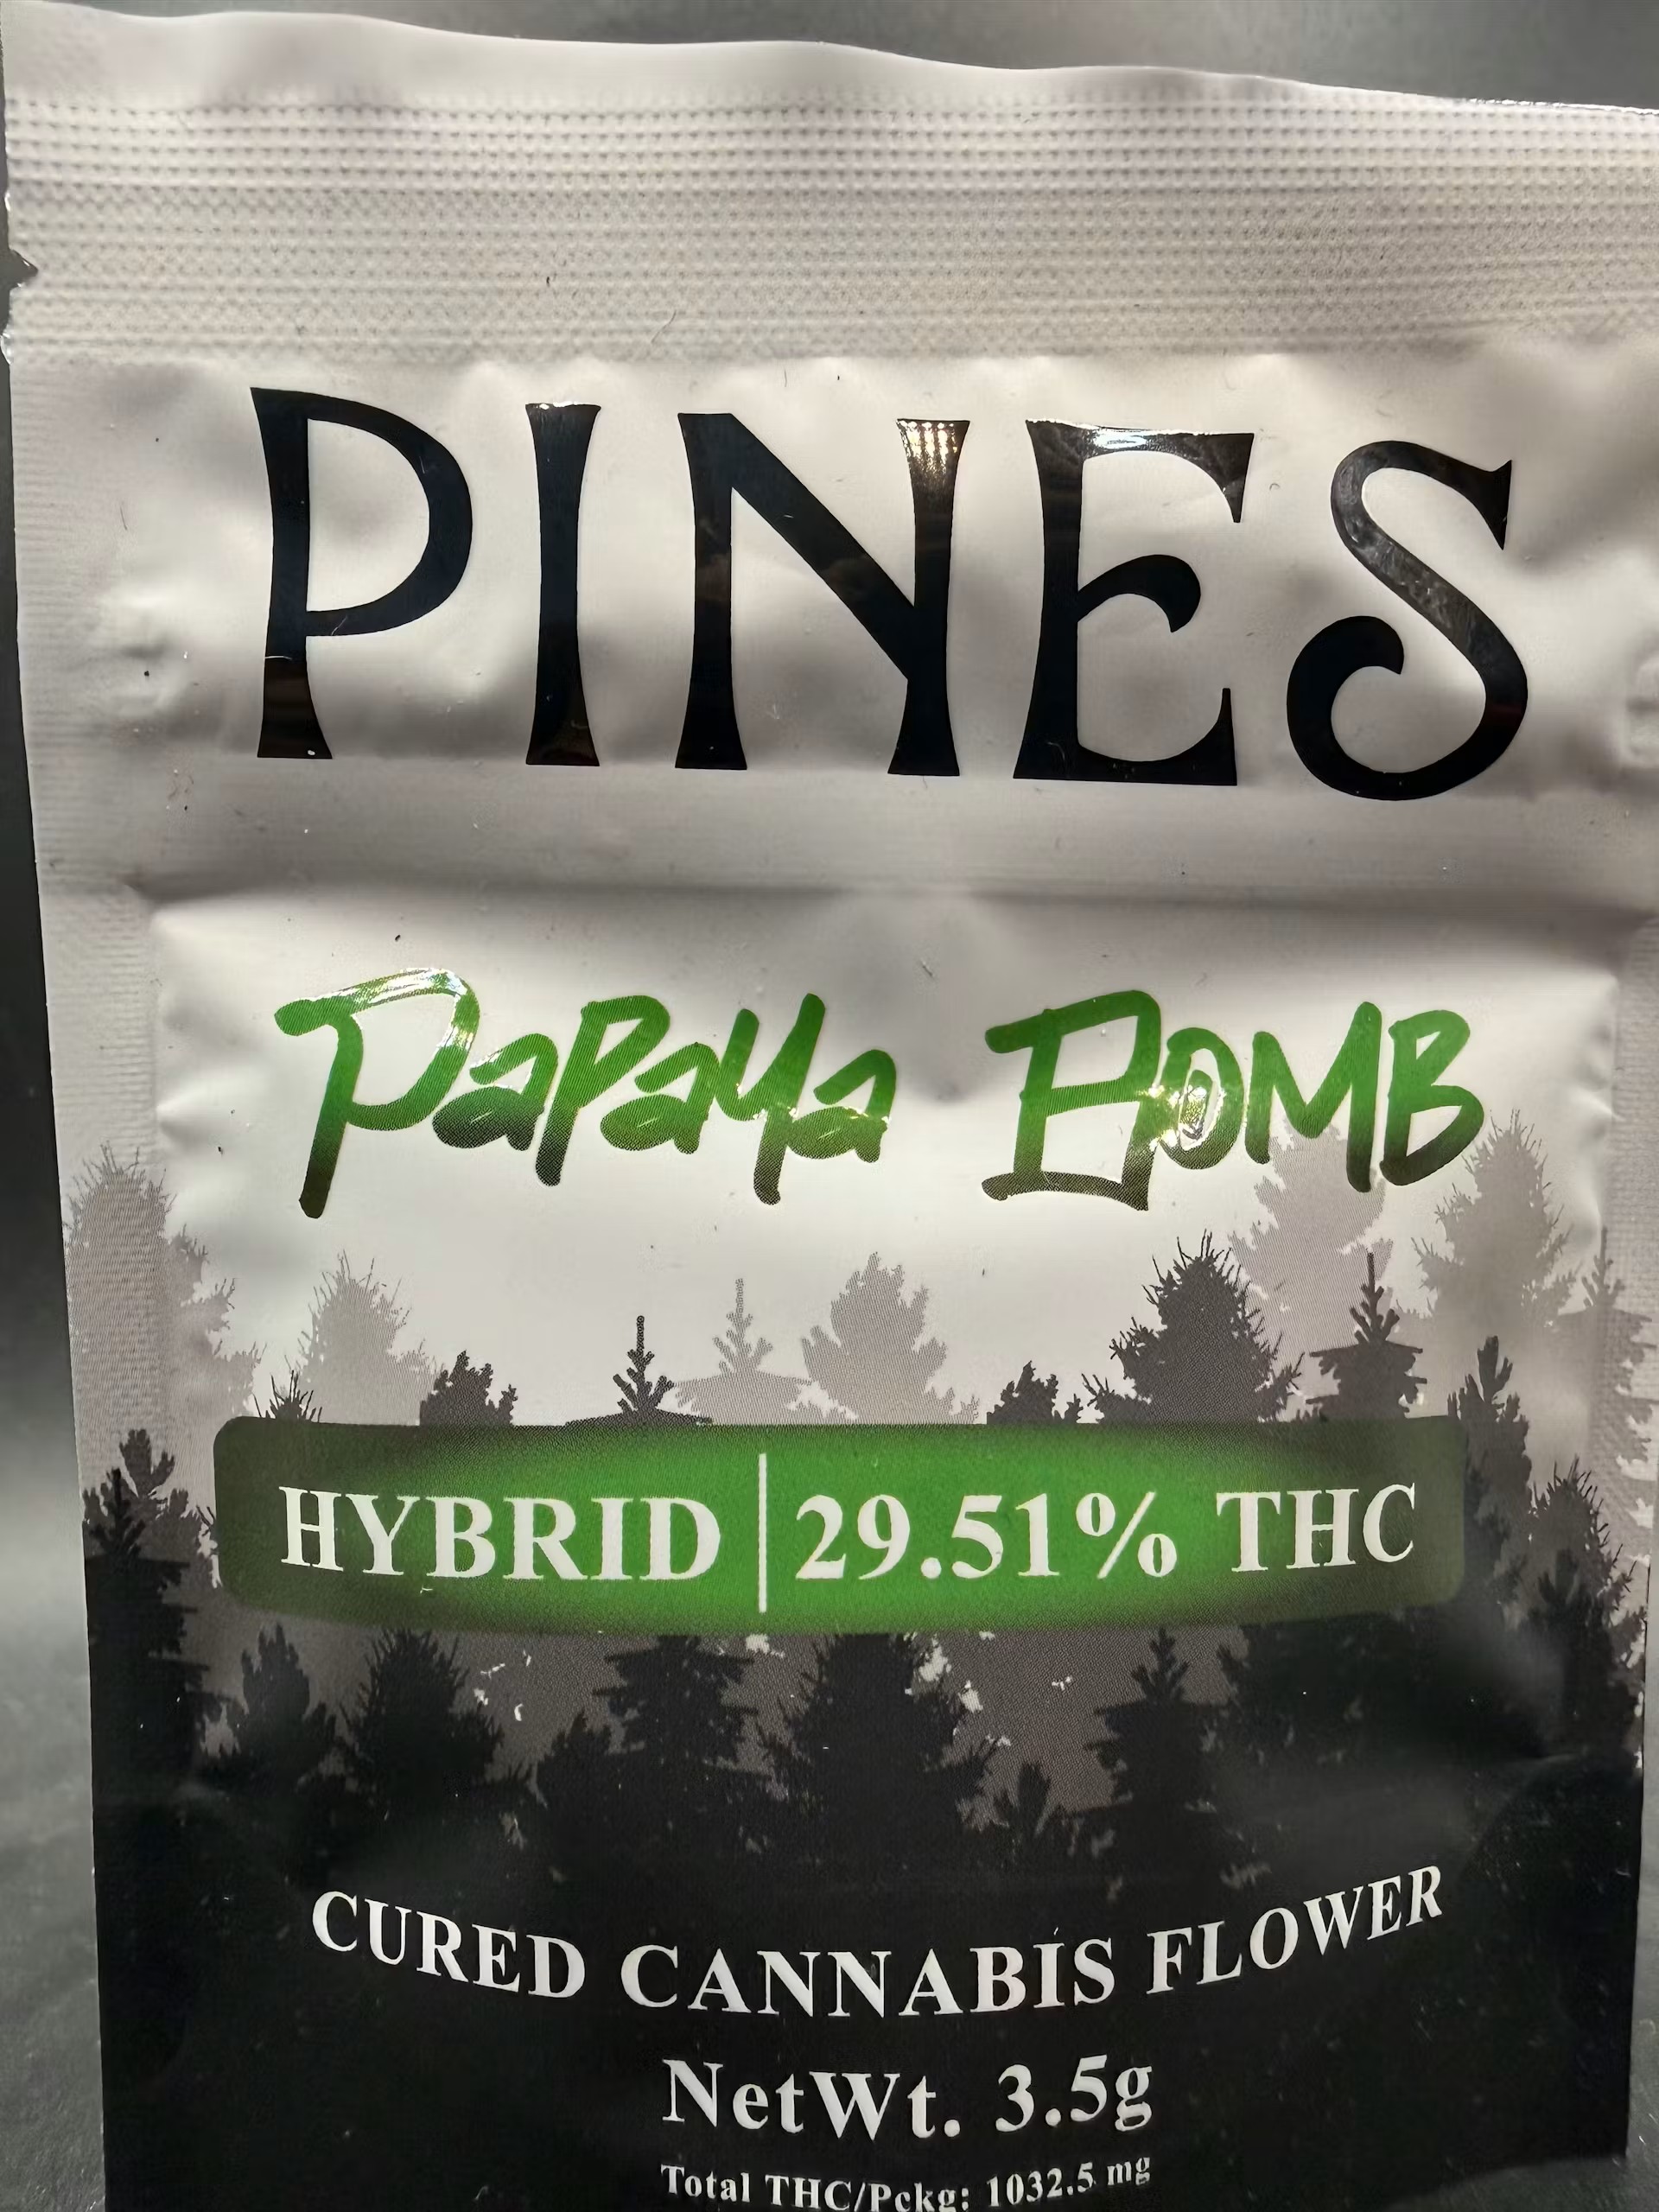 PINES
PaPaya BOMB
HYBRID | 29.51% THC
CURED CANNABIS FLOWER
NetWt. 3.5g
Total THC/Pckg: 1032.5 mg